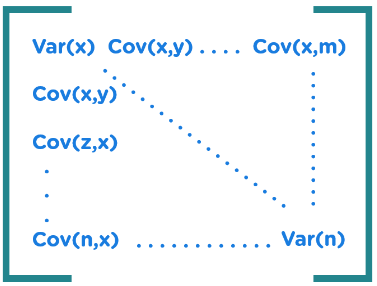 Var(x) Cov(x,y) .... Cov(x,m)
Cov(x,y)
Cov(z,x)
Cov(n,x) ............ Var(n)